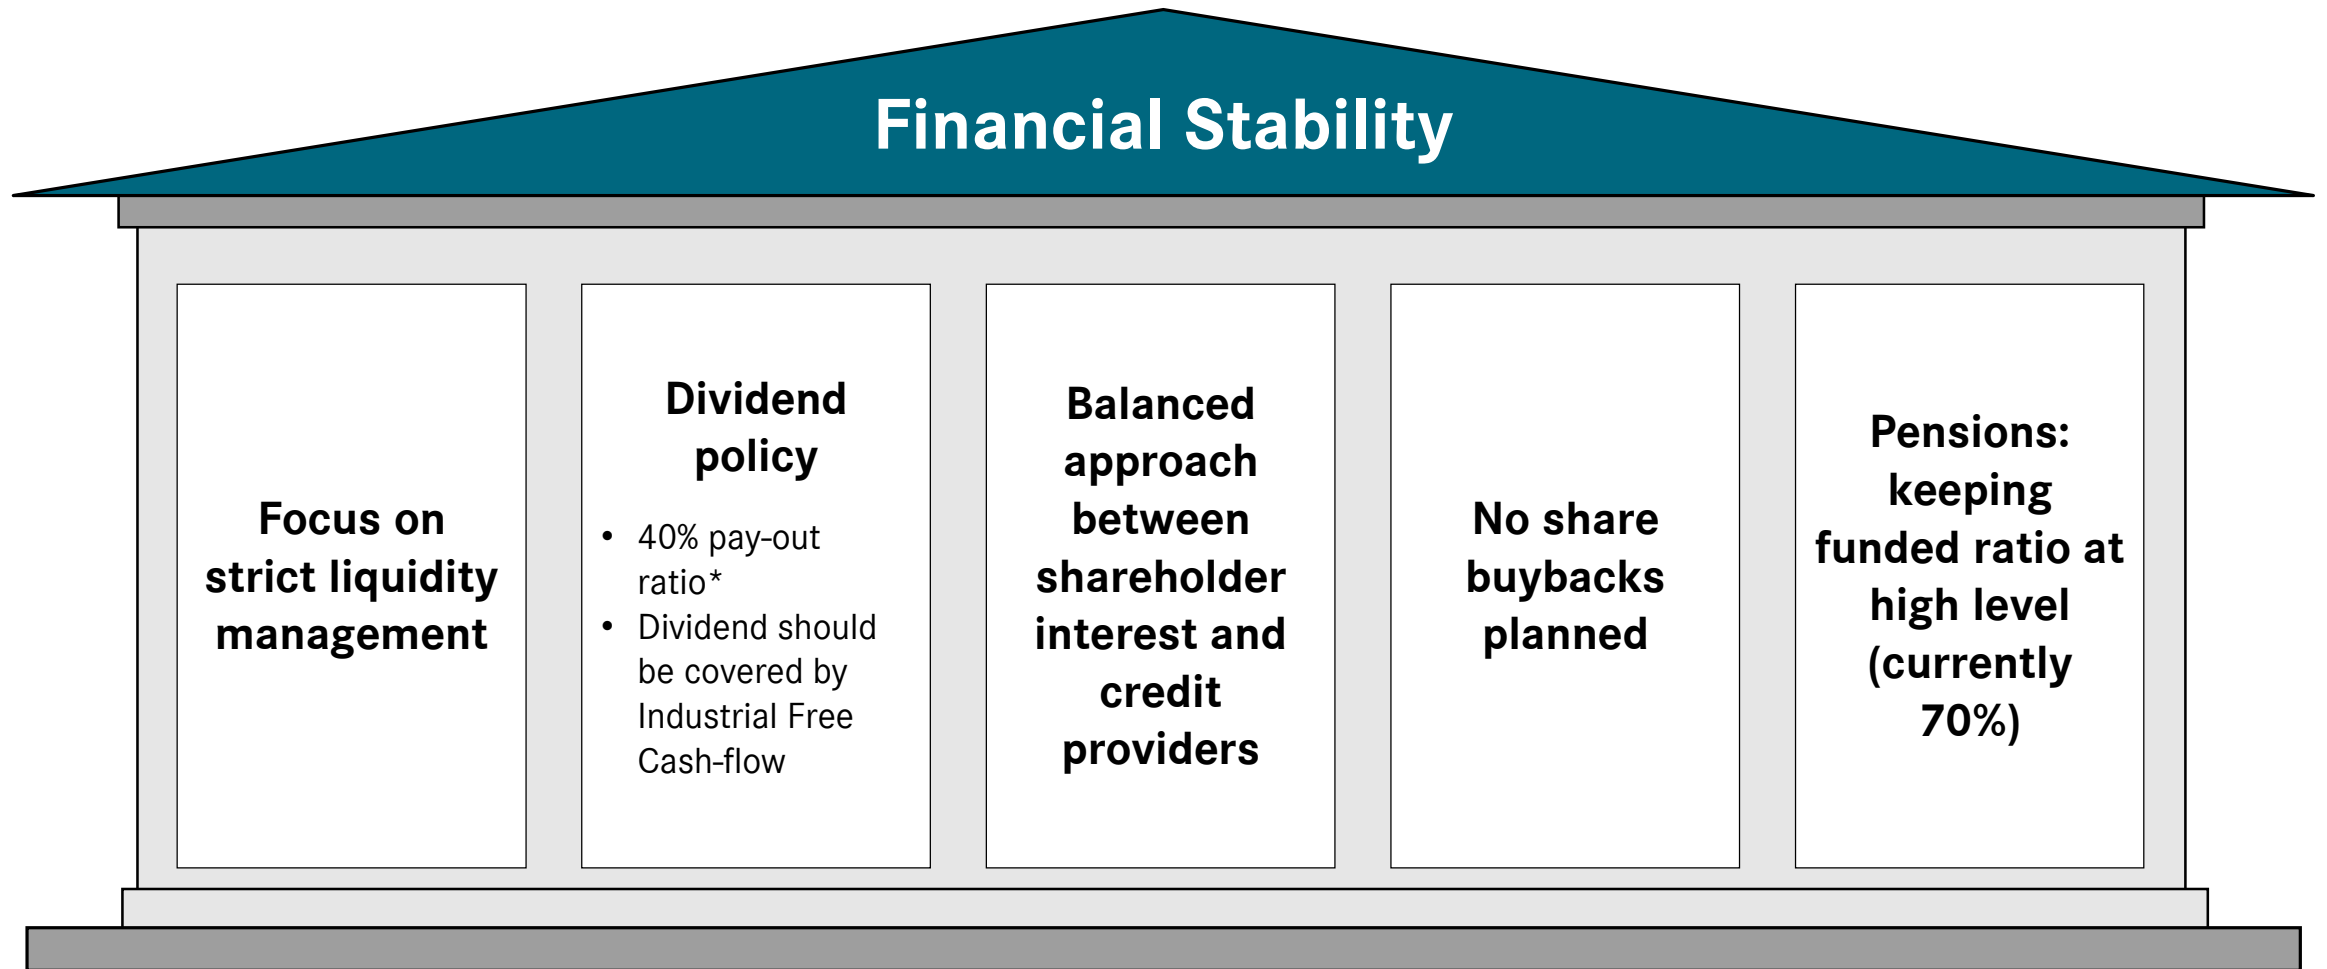 Financial Stability
Focus on
strict liquidity
management
Dividend
policy
• 40% pay-out
ratio*
• Dividend should
be covered by
Industrial Free
Cash-flow
Balanced
approach
between
shareholder
interest and
credit
providers
No share
buybacks
planned
Pensions:
keeping
funded ratio at
high level
(currently
70%)